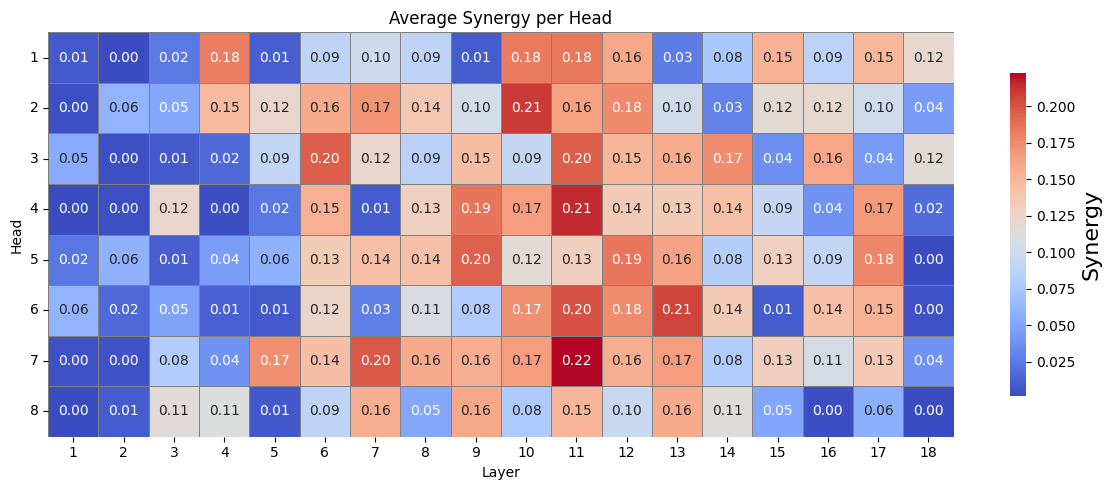 Average Synergy per Head
1 0.01 0.00 0.02 0.18 0.01 0.09 0.10 0.09 0.01 0.18 0.18 0.16 0.03 0.08 0.15 0.09 0.15 0.12
2 0.00 0.06 0.05 0.15 0.12 0.16 0.17 0.14 0.10 0.21 0.16 0.18 0.10 0.03 0.12 0.12 0.10 0.04
3 0.05 0.00 0.01 0.02 0.09 0.20 0.12 0.09 0.15 0.09 0.20 0.15 0.16 0.17 0.04 0.16 0.04 0.12
4 0.00 0.00 0.12 0.00 0.02 0.15 0.01 0.13 0.19 0.17 0.21 0.14 0.13 0.14 0.09 0.04 0.17 0.02
5 0.02 0.06 0.01 0.04 0.06 0.13 0.14 0.14 0.20 0.12 0.13 0.19 0.16 0.08 0.13 0.09 0.18 0.00
6 0.06 0.02 0.05 0.01 0.01 0.12 0.03 0.11 0.08 0.17 0.20 0.18 0.21 0.14 0.01 0.14 0.15 0.00
7 0.00 0.00 0.08 0.04 0.17 0.14 0.20 0.16 0.16 0.17 0.22 0.16 0.17 0.08 0.13 0.11 0.13 0.04
8 0.00 0.01 0.11 0.11 0.01 0.09 0.16 0.05 0.16 0.08 0.15 0.10 0.16 0.11 0.05 0.00 0.06 0.00
1 2 3 4 5 6 7 8 9 10 11 12 13 14 15 16 17 18
Layer
Head
0.200
0.175
0.150
0.125
0.100
0.075
0.050
0.025
Synergy